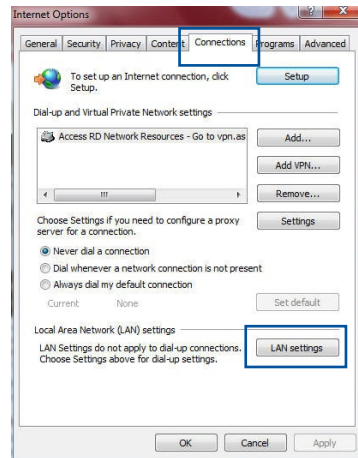 Internet Options
General Security Privacy Content Connections Programs Advanced
To set up an Internet connection, click
Setup.
Setup
Dial-up and Virtual Private Network settings
Access RD Network Resources - Go to vpn.as
Add...
Add VPN...
Remove...
Choose Settings if you need to configure a proxy
server for a connection.
Settings
Never dial a connection
Dial whenever a network connection is not present
Always dial my default connection
Current None
Set default
Local Area Network (LAN) settings
LAN Settings do not apply to dial-up connections.
Choose Settings above for dial-up settings.
LAN settings
OK Cancel Apply